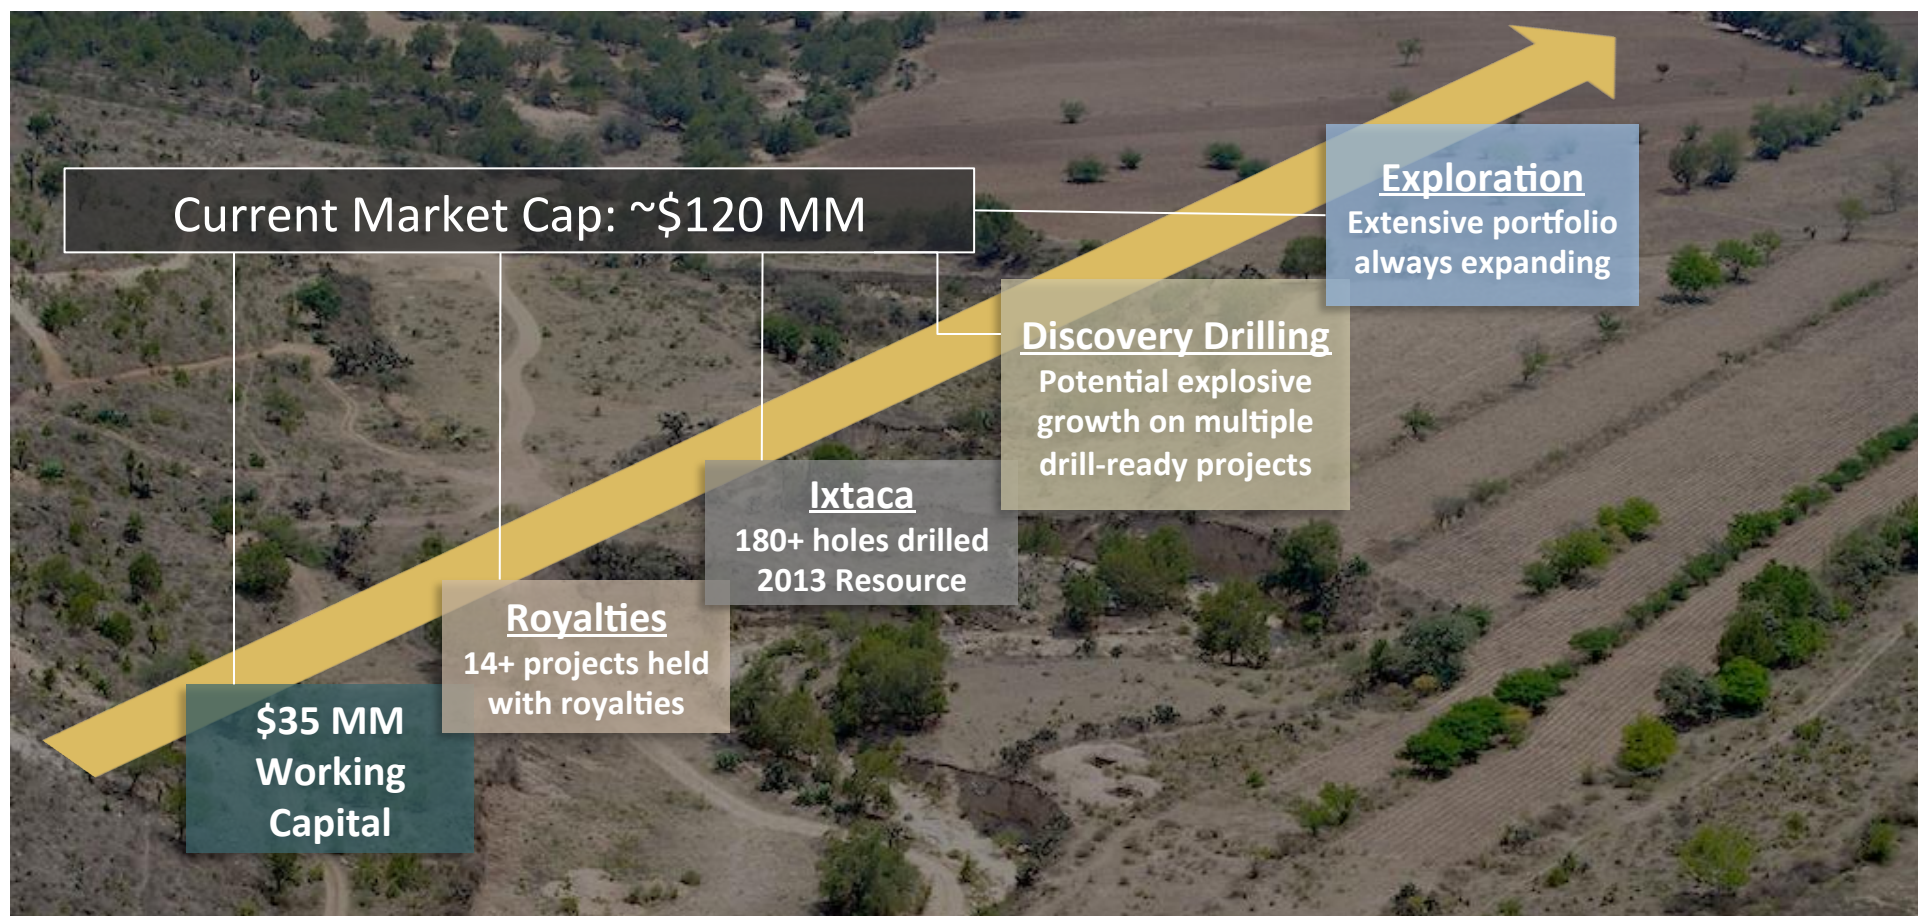 Current Market Cap: ~$120 MM
Exploration
Extensive portfolio
always expanding
Discovery Drilling
Potential explosive
growth on multiple
drill-ready projects
Ixtaca
180+ holes drilled
2013 Resource
Royalties
14+ projects held
with royalties
$35 MM
Working
Capital